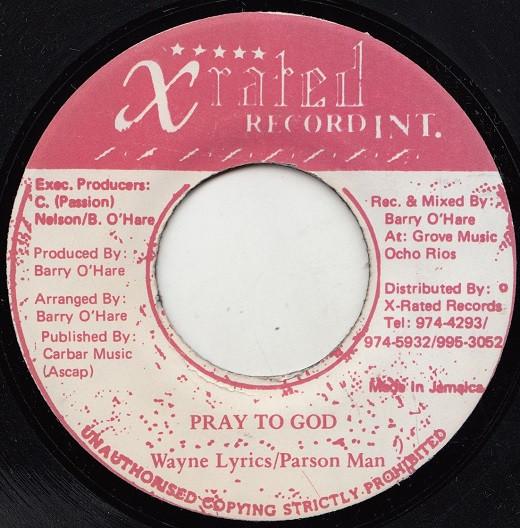 X rated
RECORD INT.
Exec. Producers:
C. (Passion)
Nelson/B. O'Hare
Produced By:
Barry O'Hare
Arranged By:
Barry O'Hare
Published By:
Carbar Music
(Ascap)
Rec. & Mixed By:
Barry O'Hare
At: Grove Music
Ocho Rios
Distributed By:
X-Rated Records
Tel: 974-4293/
974-5932/995-3052
Made in Jamaica
PRAY TO GOD
Wayne Lyrics/Parson Man
UNAUTHORISED COPYING STRICTLY PROHIBITED